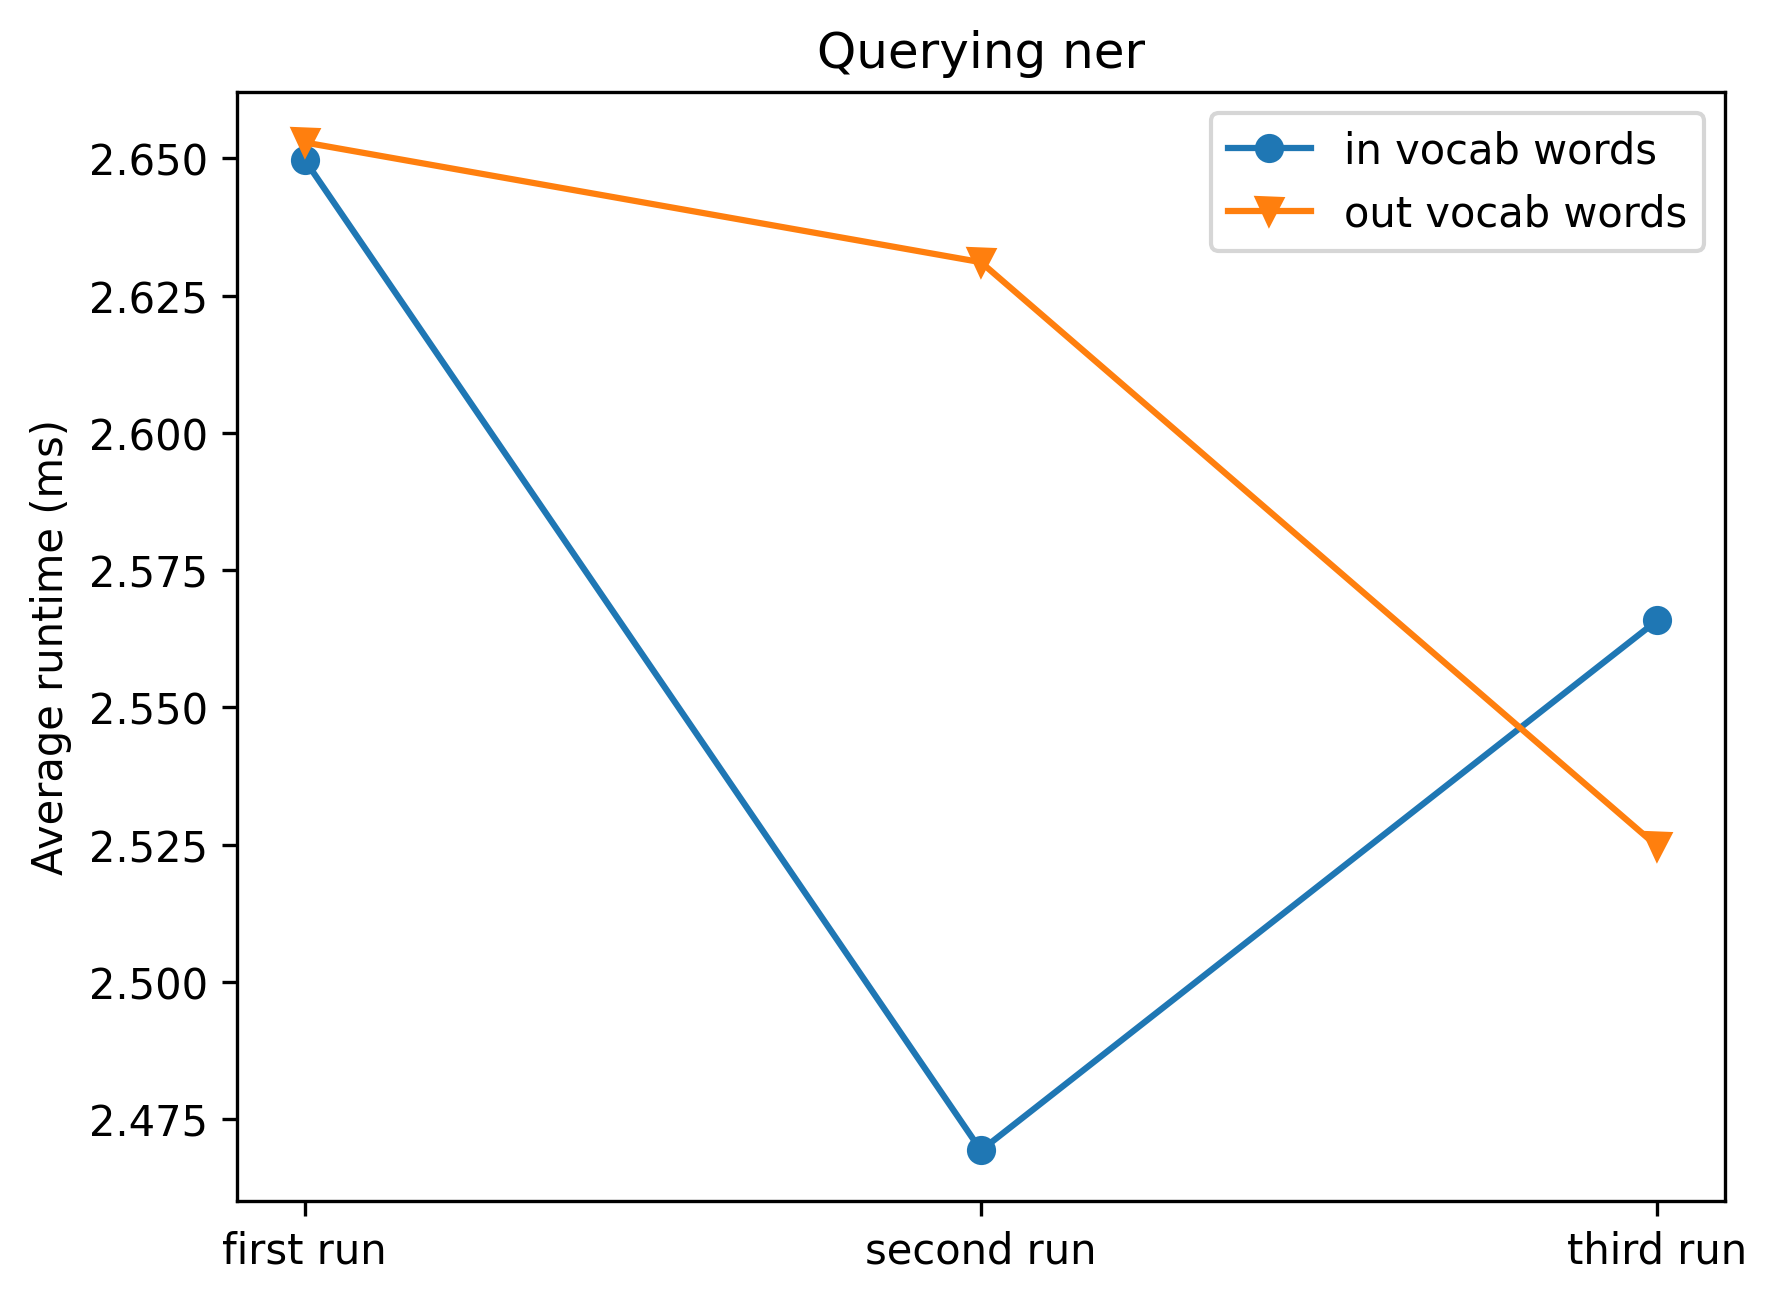 Querying ner
in vocab words
out vocab words
Average runtime (ms)
2.650
2.625
2.600
2.575
2.550
2.525
2.500
2.475
first run
second run
third run